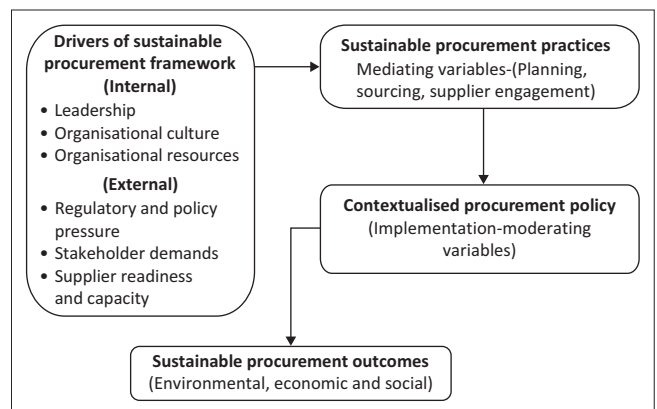 Drivers of sustainable
procurement framework
(Internal)
• Leadership
• Organisational culture
• Organisational resources
(External)
• Regulatory and policy
pressure
• Stakeholder demands
• Supplier readiness
and capacity
Sustainable procurement practices
Mediating variables-(Planning,
sourcing, supplier engagement)
Contextualised procurement policy
(Implementation-moderating
variables)
Sustainable procurement outcomes
(Environmental, economic and social)